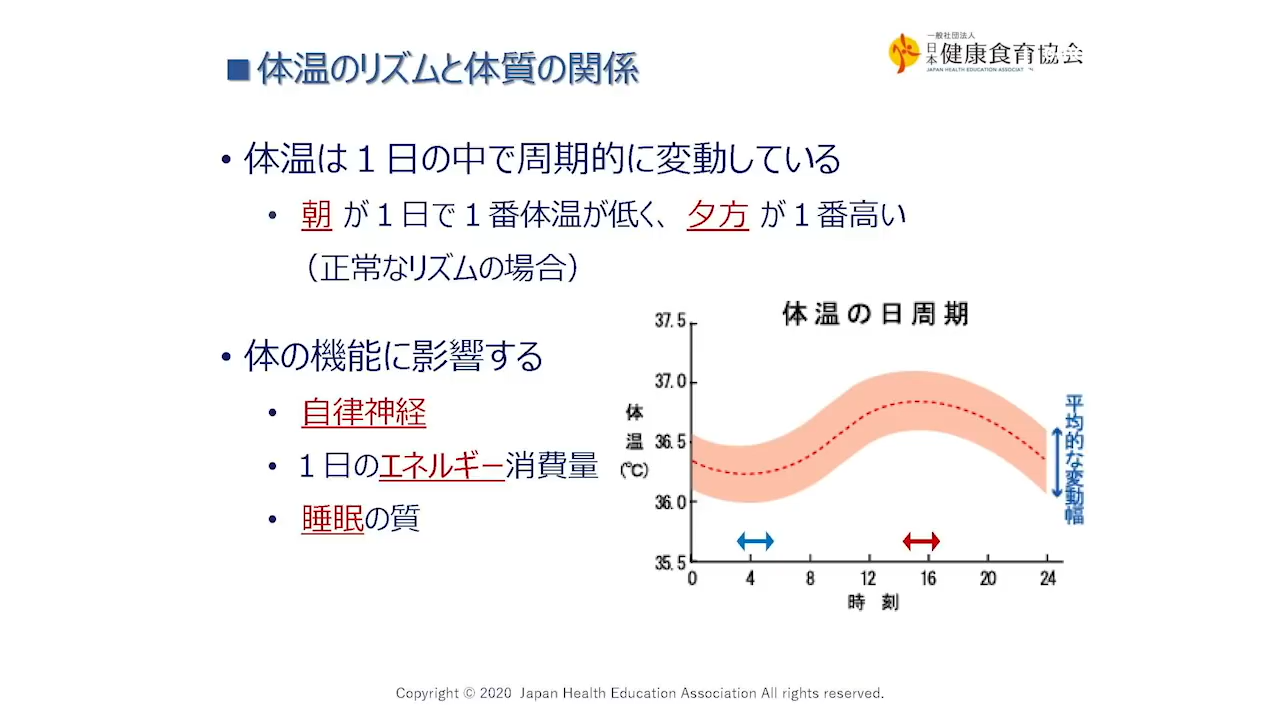 ■体温のリズムと体質の関係
一般社団法人
日本 健康食育協会
JAPAN HEALTH EDUCATION ASSOCIAT
• 体温は１日の中で周期的に変動している
• 朝 が１日で１番体温が低く、 夕方 が１番高い
（正常なリズムの場合）
• 体の機能に影響する
• 自律神経
• １日のエネルギー消費量
• 睡眠の質
体温の日周期
37.5
37.0
36.5
36.0
35.5
体温(℃)
0 4 8 12 16 20 24
時刻
平均的な変動幅
Copyright © 2020 Japan Health Education Association All rights reserved.